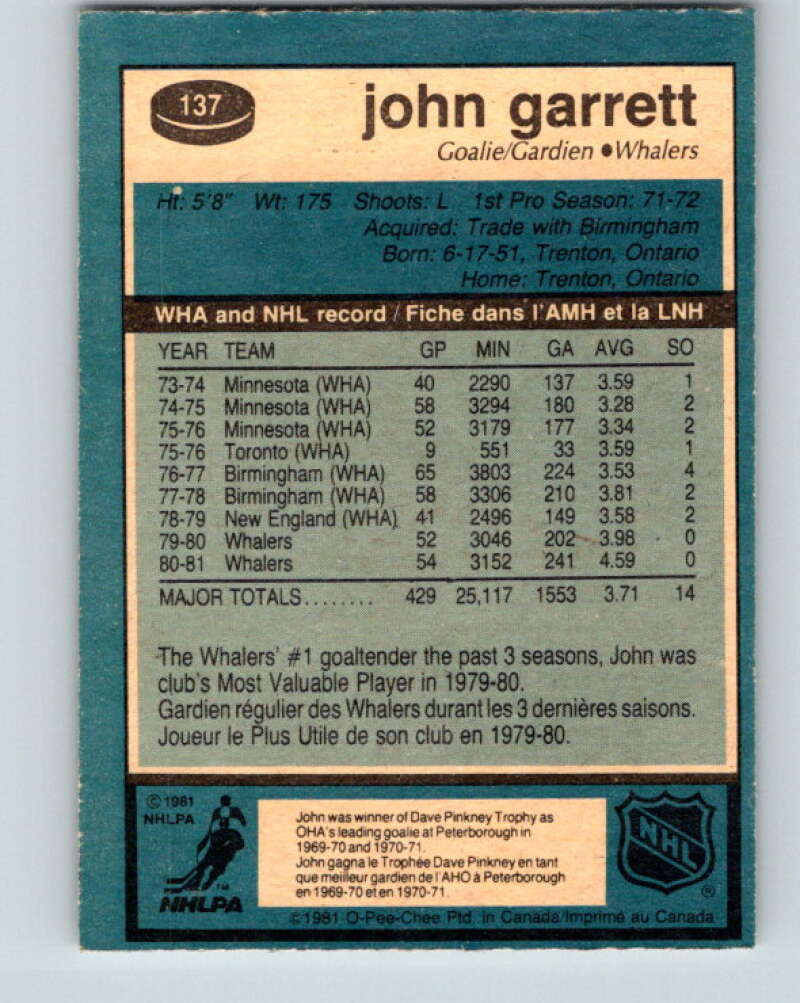 137
john garrett
Goalie/Gardien ●Whalers
Ht: 5'8" Wt: 175 Shoots: L 1st Pro Season: 71-72
Acquired: Trade with Birmingham
Born: 6-17-51, Trenton, Ontario
Home: Trenton, Ontario
WHA and NHL record / Fiche dans l'AMH et la LNH
YEAR TEAM GP MIN GA AVG SO
73-74 Minnesota (WHA) 40 2290 137 3.59 1
74-75 Minnesota (WHA) 58 3294 180 3.28 2
75-76 Minnesota (WHA) 52 3179 177 3.34 2
75-76 Toronto (WHA) 9 551 33 3.59 1
76-77 Birmingham (WHA) 65 3803 224 3.53 4
77-78 Birmingham (WHA) 58 3306 210 3.81 2
78-79 New England (WHA) 41 2496 149 3.58 2
79-80 Whalers 52 3046 202 3.98 0
80-81 Whalers 54 3152 241 4.59 0
MAJOR TOTALS........ 429 25,117 1553 3.71 14
The Whalers' #1 goaltender the past 3 seasons, John was
club's Most Valuable Player in 1979-80.
Gardien régulier des Whalers durant les 3 dernières saisons.
Joueur le Plus Utile de son club en 1979-80.
© 1981
NHLPA
NHLPA
™
John was winner of Dave Pinkney Trophy as
OHA's leading goalie at Peterborough in
1969-70 and 1970-71.
John gagna le Trophée Dave Pinkney en tant
que meilleur gardien de l'AHO à Peterborough
en 1969-70 et en 1970-71.
NHL
®
©1981 O-Pee-Chee Ptd. in Canada/Imprimé au Canada